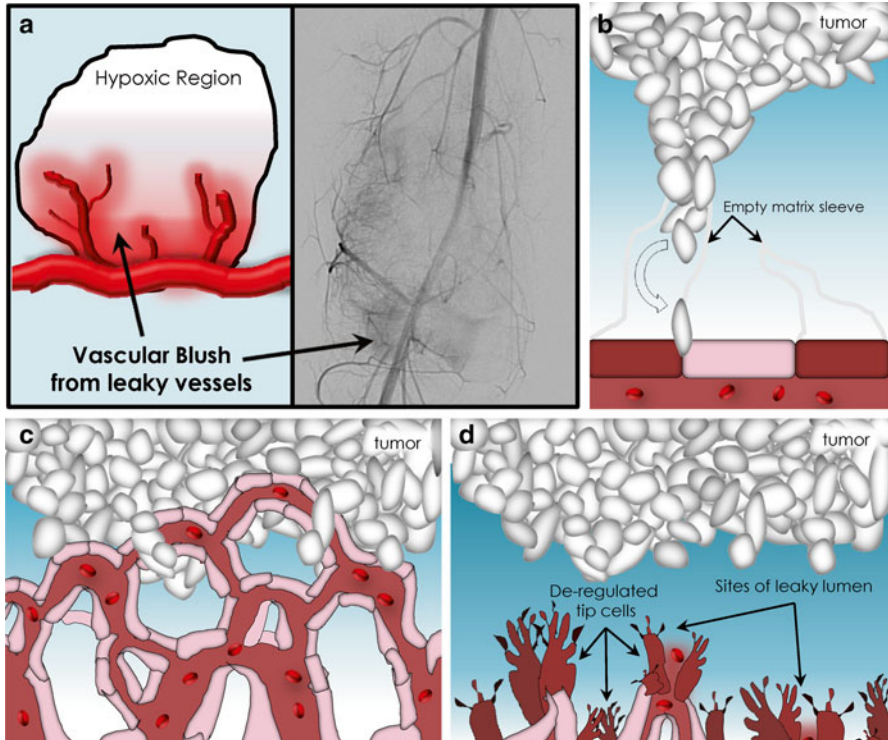 a
Hypoxic Region
Vascular Blush
from leaky vessels
b
tumor
Empty matrix sleeve
c
tumor
d
tumor
De-regulated
tip cells
Sites of leaky lumen